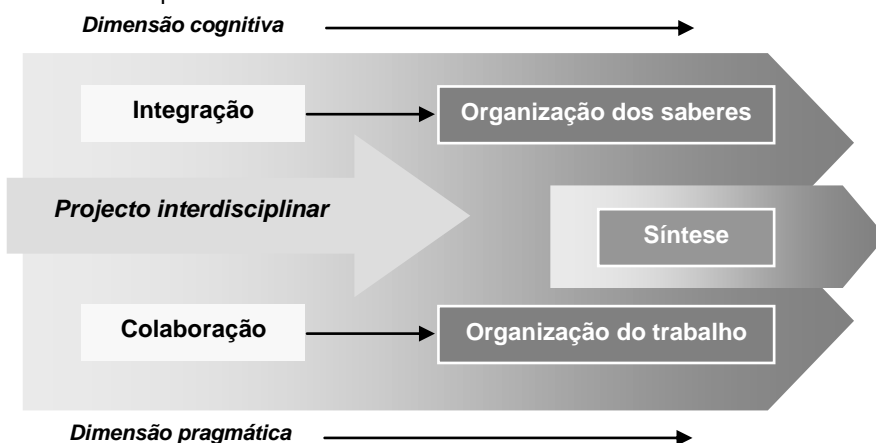 Dimensão cognitiva
Integração
Organização dos saberes
Projecto interdisciplinar
Síntese
Colaboração
Organização do trabalho
Dimensão pragmática